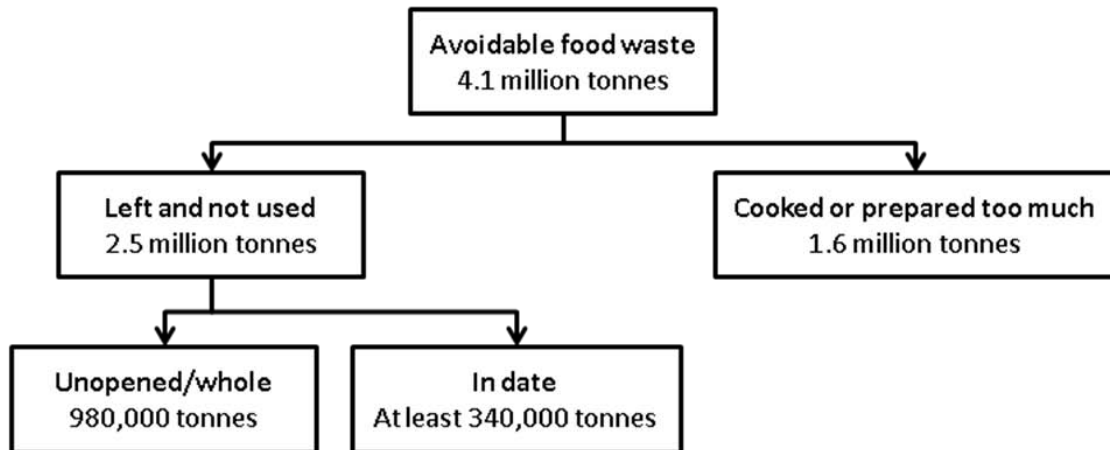 Avoidable food waste
4.1 million tonnes
Left and not used
2.5 million tonnes
Cooked or prepared too much
1.6 million tonnes
Unopened/whole
980,000 tonnes
In date
At least 340,000 tonnes